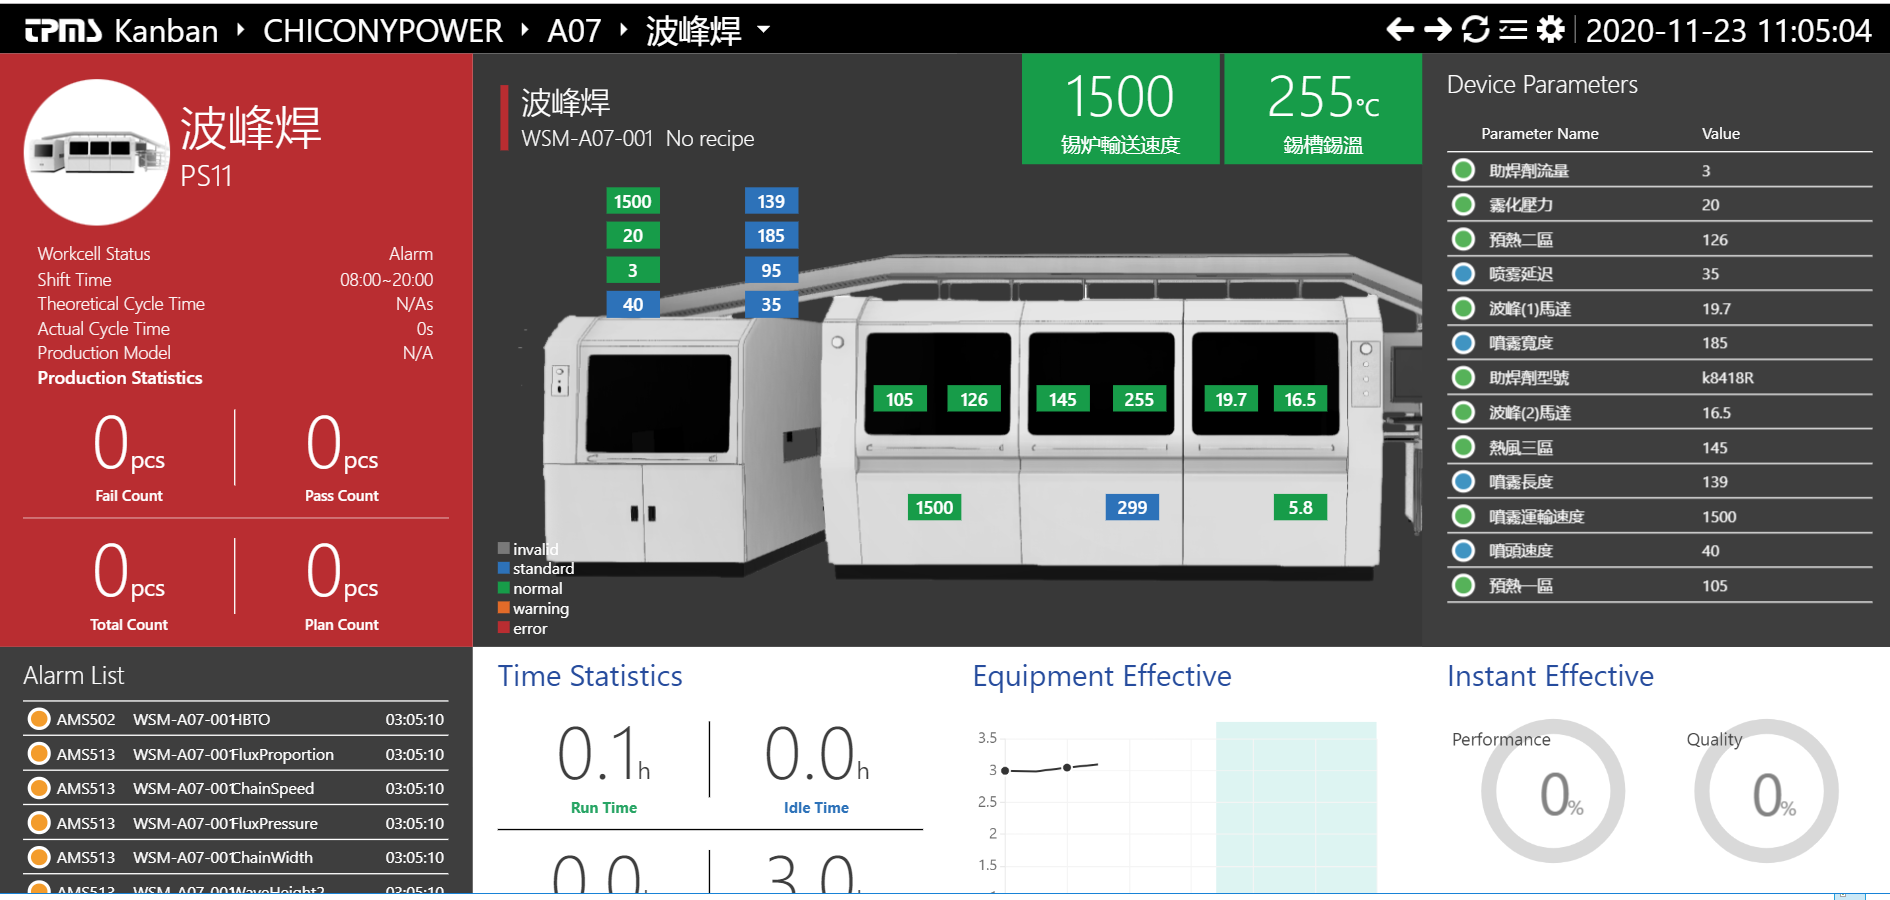 TPMS Kanban CHICONYPOWER A07 波峰焊 2020-11-23 11:05:04
波峰焊
PS11
Workcell Status Alarm
Shift Time 08:00~20:00
Theoretical Cycle Time N/As
Actual Cycle Time 0s
Production Model N/A
Production Statistics
0pcs 0pcs
Fail Count Pass Count
0pcs 0pcs
Total Count Plan Count
波峰焊
WSM-A07-001 No recipe
1500
锡炉輸送速度
255°C
錫槽錫溫
1500 139
20 185
3 95
40 35
105 126 145 255 19.7 16.5
1500 299 5.8
invalid
standard
normal
warning
error
Device Parameters
Parameter Name Value
助焊劑流量 3
霧化壓力 20
預熱二區 126
喷雾延迟 35
波峰(1)馬達 19.7
噴霧寬度 185
助焊劑型號 k8418R
波峰(2)馬達 16.5
熱風三區 145
噴霧長度 139
噴霧運輸速度 1500
噴頭速度 40
預熱一區 105
Alarm List
AMS502 WSM-A07-001HBTO 03:05:10
AMS513 WSM-A07-001FluxProportion 03:05:10
AMS513 WSM-A07-001ChainSpeed 03:05:10
AMS513 WSM-A07-001FluxPressure 03:05:10
AMS513 WSM-A07-001ChainWidth 03:05:10
AMS513 WSM-A07-001WaveHeight2 03:05:10
Time Statistics
0.1h 0.0h
Run Time Idle Time
0.0 3.0
Equipment Effective
3.5
3
2.5
2
1.5
Instant Effective
Performance Quality
0% 0%